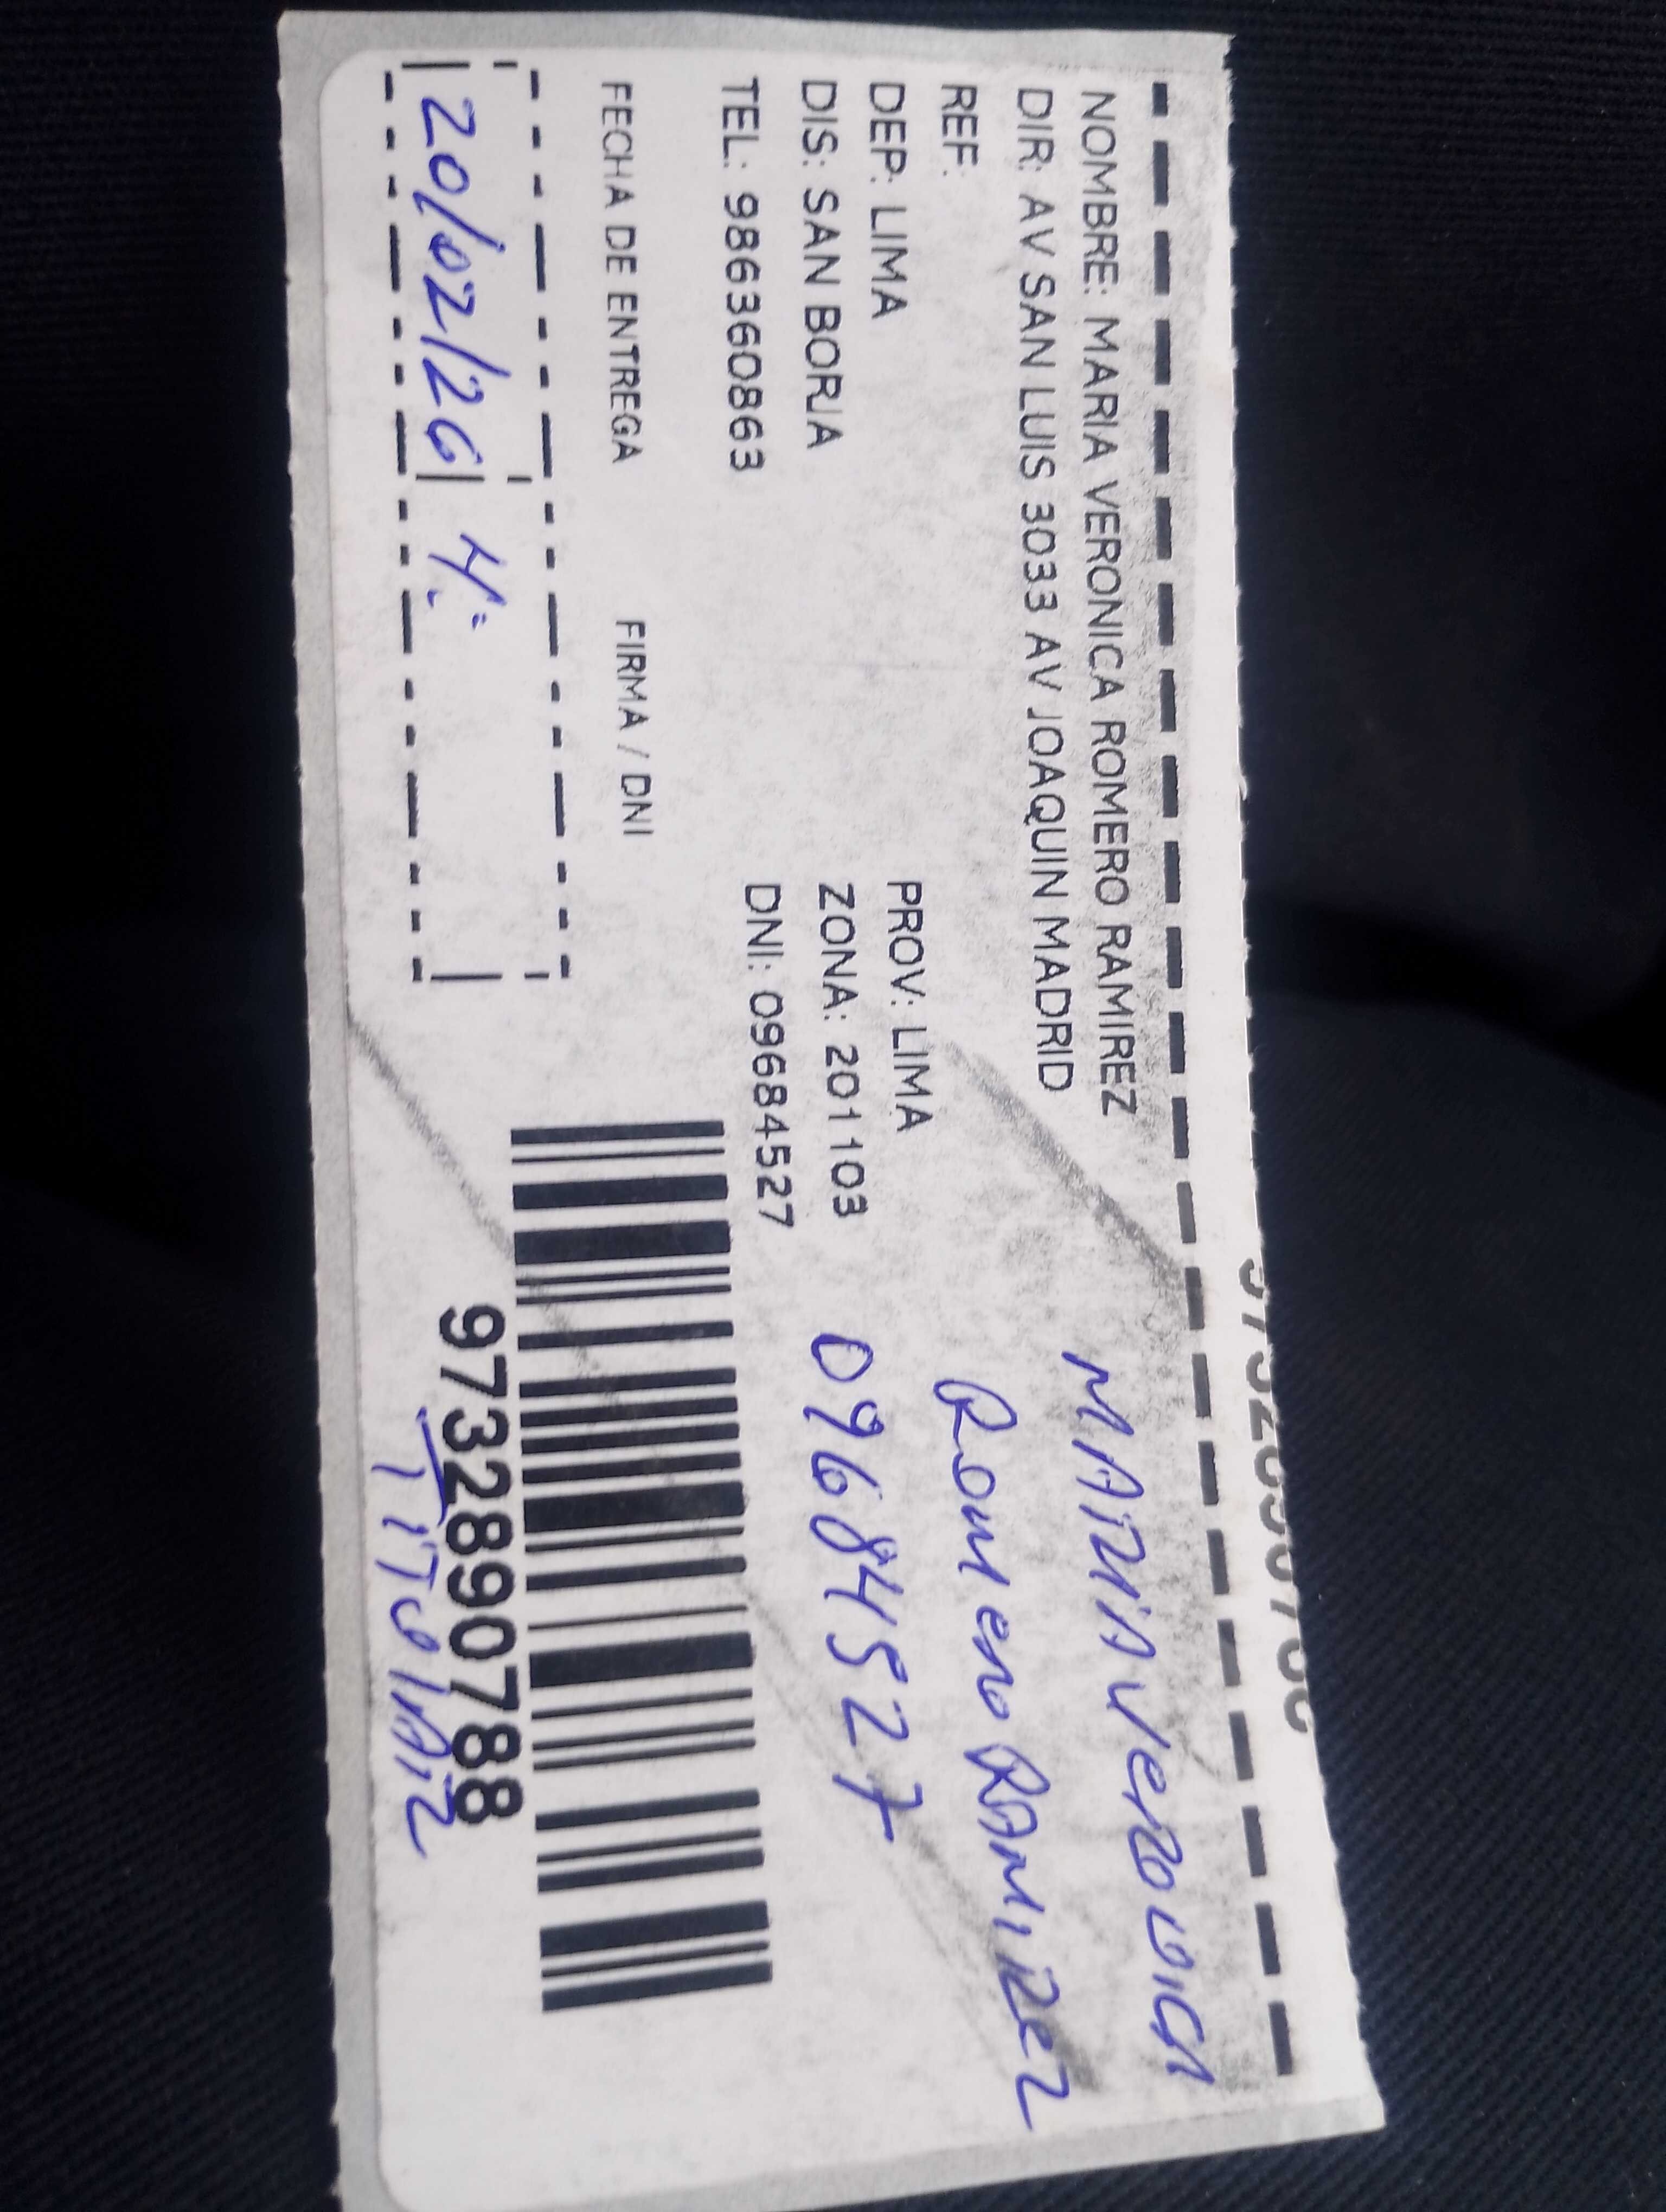 NOMBRE: MARIA VERONICA ROMERO RAMIREZ
DIR: AV SAN LUIS 3033 AV JOAQUIN MADRID
REF:
DEP: LIMA PROV: LIMA
DIS: SAN BORJA ZONA: 201103
TEL: 986360863 DNI: 09684527
MARIA VERONICA
Romero RAMIREZ
09684527
FECHA DE ENTREGA FIRMA / DNI
20/02/26
9732890788
TITULAR